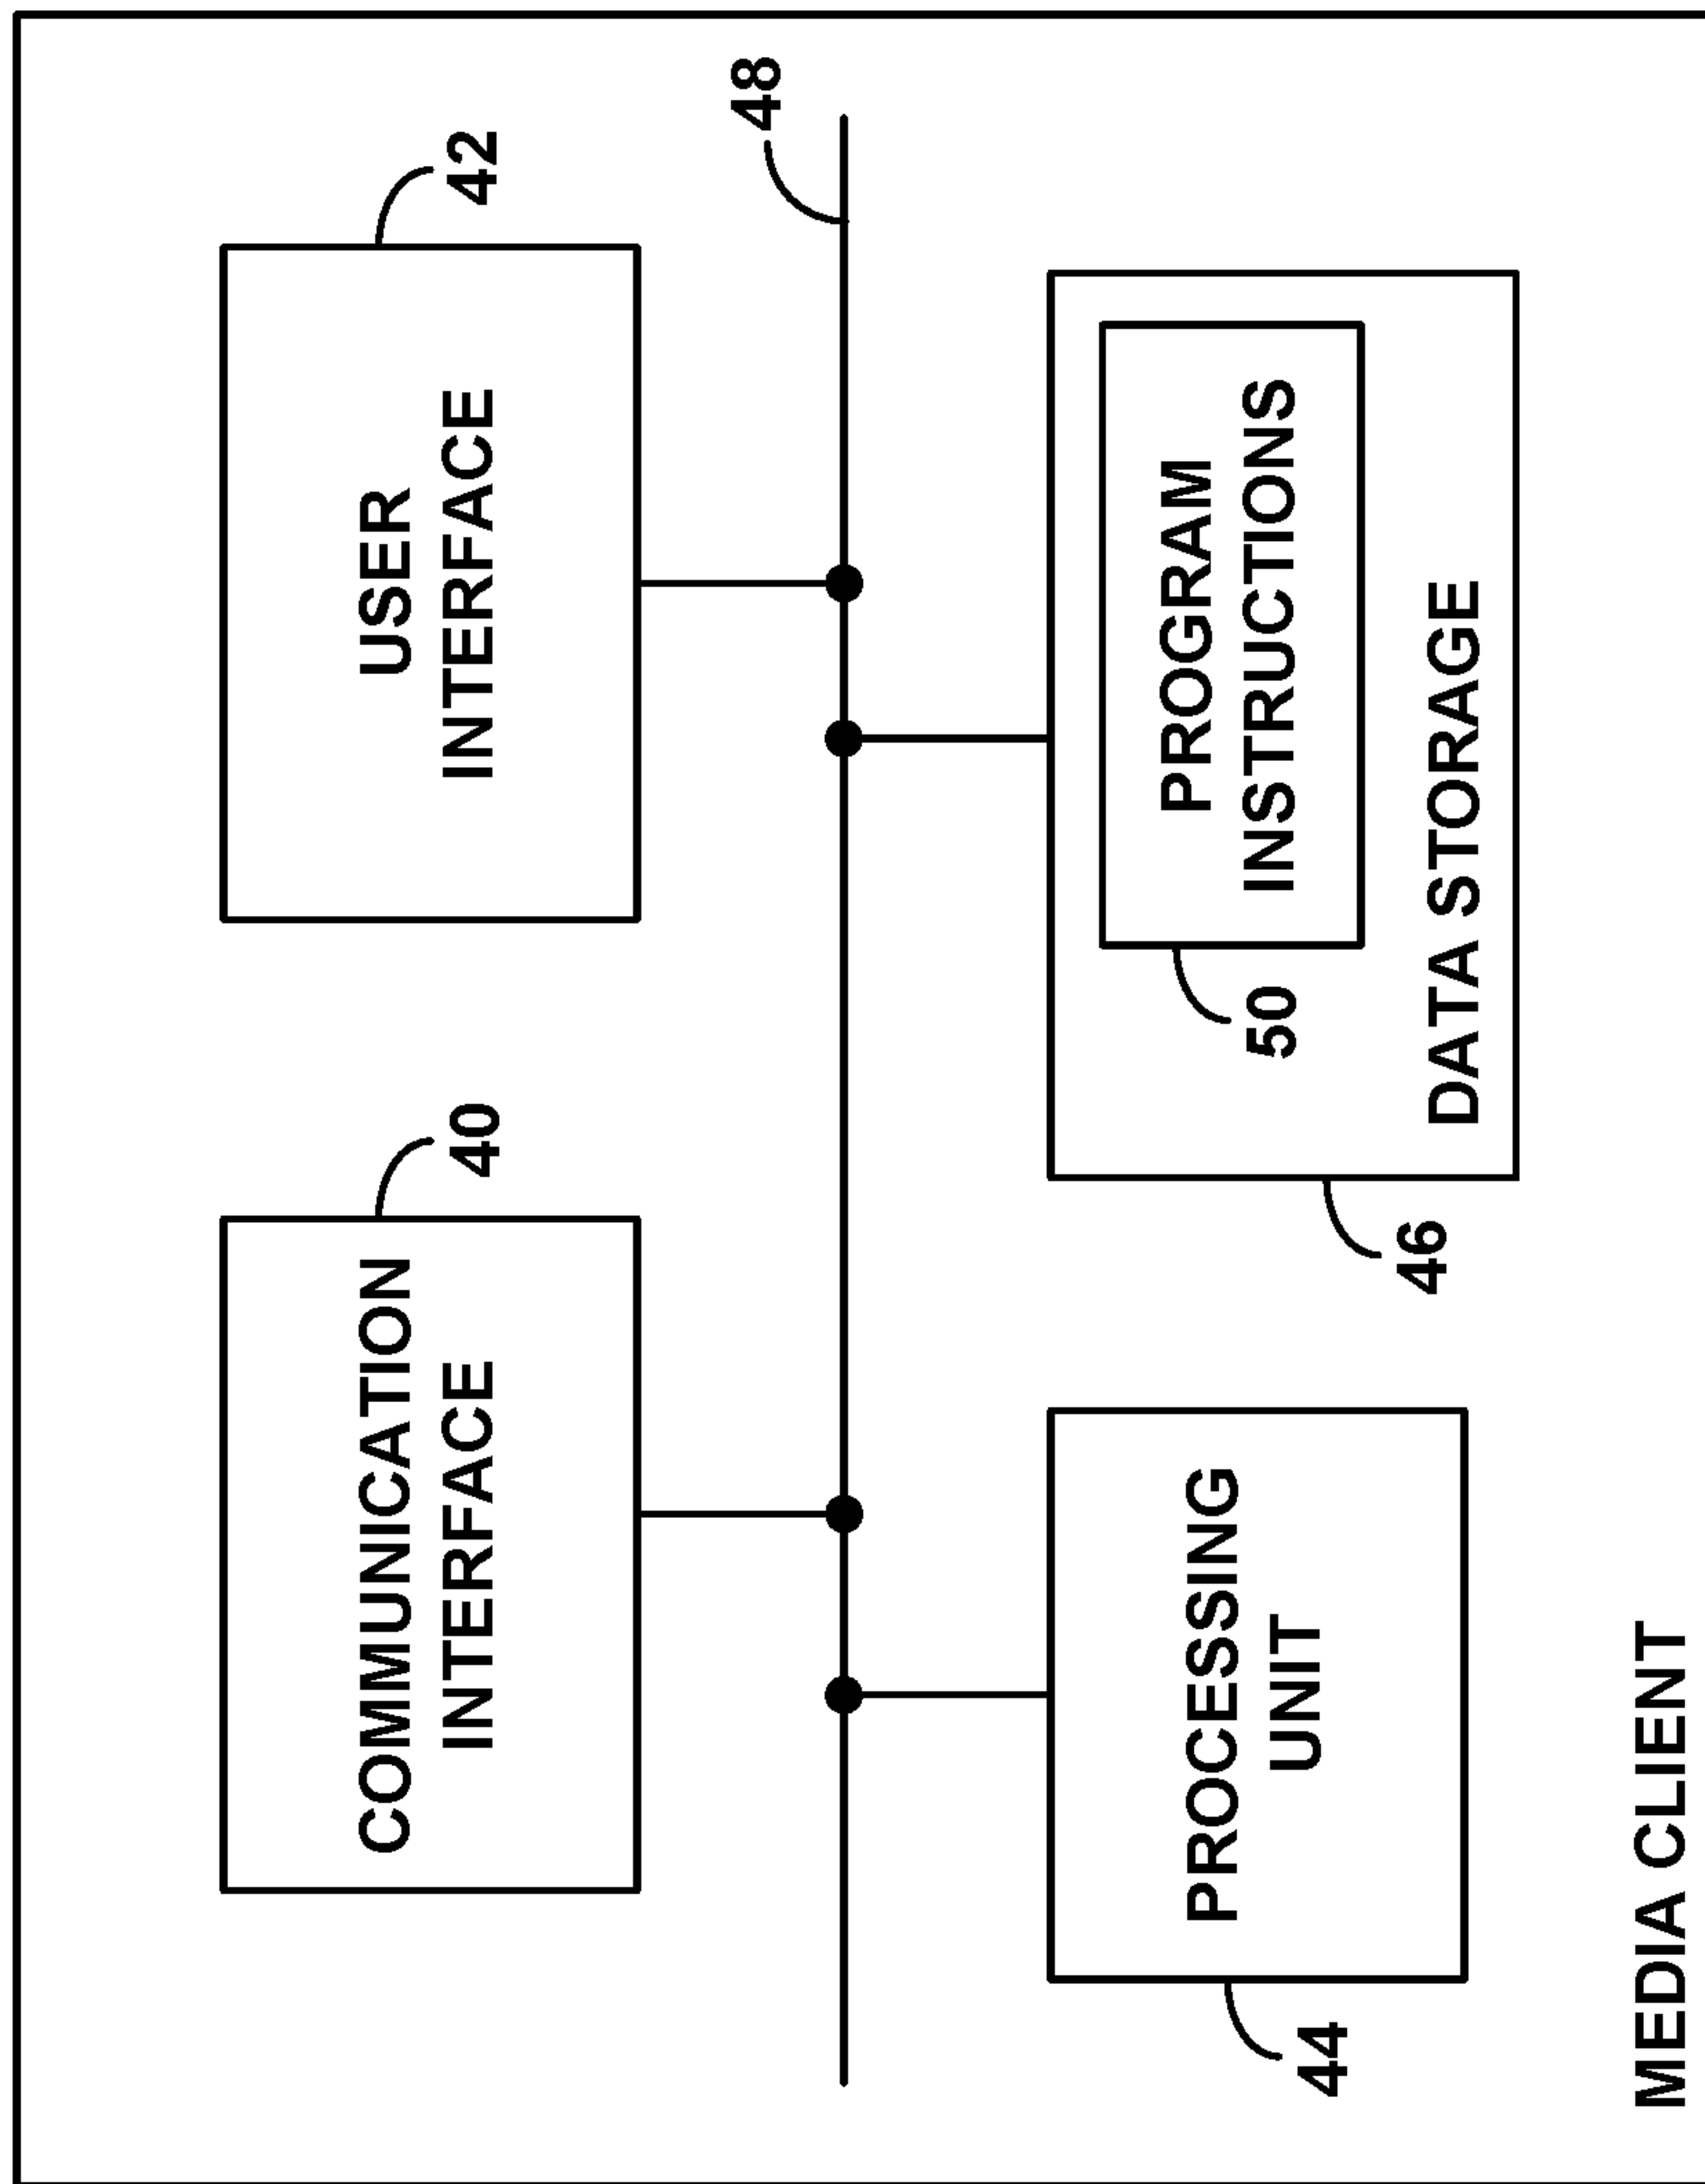 COMMUNICATION
INTERFACE
40
USER
INTERFACE
42
48
PROCESSING
UNIT
44
PROGRAM
INSTRUCTIONS
50
DATA STORAGE
46
MEDIA CLIENT